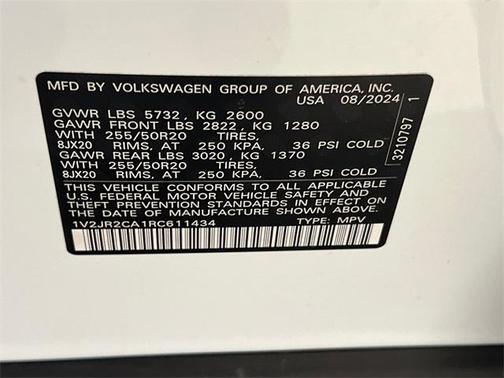 MFD BY VOLKSWAGEN GROUP OF AMERICA, INC.
USA 08/2024
GVWR LBS 5732, KG 2600
GAWR FRONT LBS 2822, KG 1280
WITH 255/50R20 TIRES,
8JX20 RIMS, AT 250 KPA, 36 PSI COLD
GAWR REAR LBS 3020, KG 1370
WITH 255/50R20 TIRES,
8JX20 RIMS, AT 250 KPA, 36 PSI COLD
THIS VEHICLE CONFORMS TO ALL APPLICABLE
U.S. FEDERAL MOTOR VEHICLE SAFETY AND
THEFT PREVENTION STANDARDS IN EFFECT
ON THE DATE OF MANUFACTURE SHOWN
ABOVE.
1V2JR2CA1RC611434 TYPE: MPV
3210797 1